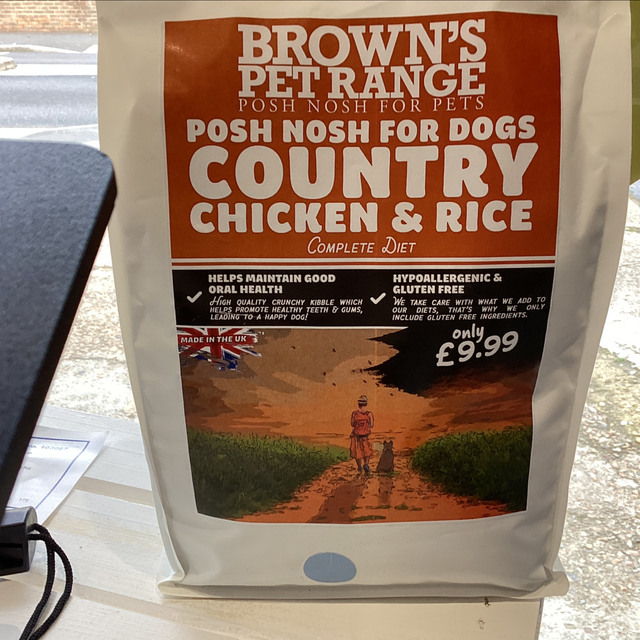 BROWN'S
PET RANGE
POSH NOSH FOR PETS
POSH NOSH FOR DOGS
COUNTRY
CHICKEN & RICE
COMPLETE DIET
HELPS MAINTAIN GOOD
ORAL HEALTH
HIGH QUALITY CRUNCHY KIBBLE WHICH
HELPS PROMOTE HEALTHY TEETH & GUMS,
LEADING TO A HAPPY DOG!
HYPOALLERGENIC &
GLUTEN FREE
WE TAKE CARE WITH WHAT WE ADD TO
OUR DIETS, THAT'S WHY WE ONLY
INCLUDE GLUTEN FREE INGREDIENTS.
MADE IN THE UK
only
£9.99